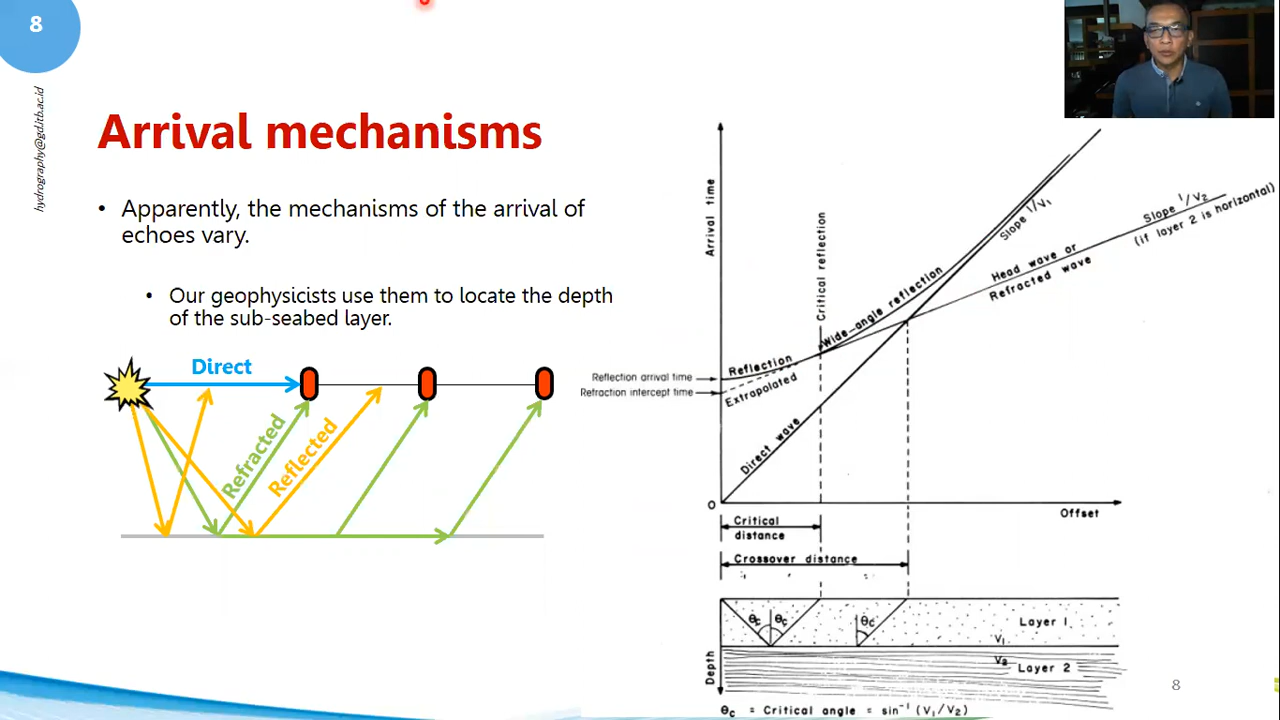 8
hydrography@gd.itb.ac.id
Arrival mechanisms
• Apparently, the mechanisms of the arrival of
echoes vary.
• Our geophysicists use them to locate the depth
of the sub-seabed layer.
Direct
Refracted
Reflected
Arrival time
Critical reflection
Wide-angle reflection
Slope 1/V1
Slope 1/V2
(if layer 2 is horizontal)
Head wave or
Refracted wave
Reflection
Extrapolated
Reflection arrival time
Refraction intercept time
Direct wave
O
Offset
Critical
distance
Crossover distance
θc θc
θc
Layer 1
V1
V2
Layer 2
Depth
θc = Critical angle = sin⁻¹ (V1/V2)
8